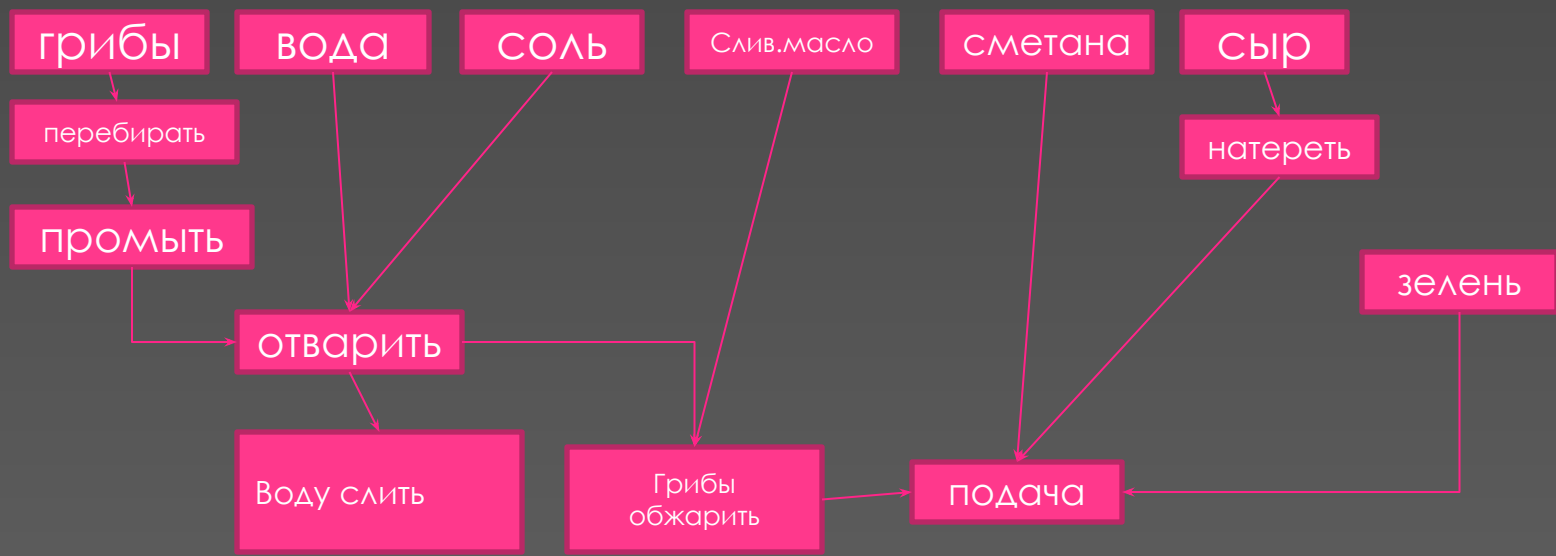 грибы
вода
соль
Слив.масло
сметана
сыр
перебирать
натереть
промыть
зелень
отварить
Воду слить
Грибы
обжарить
подача